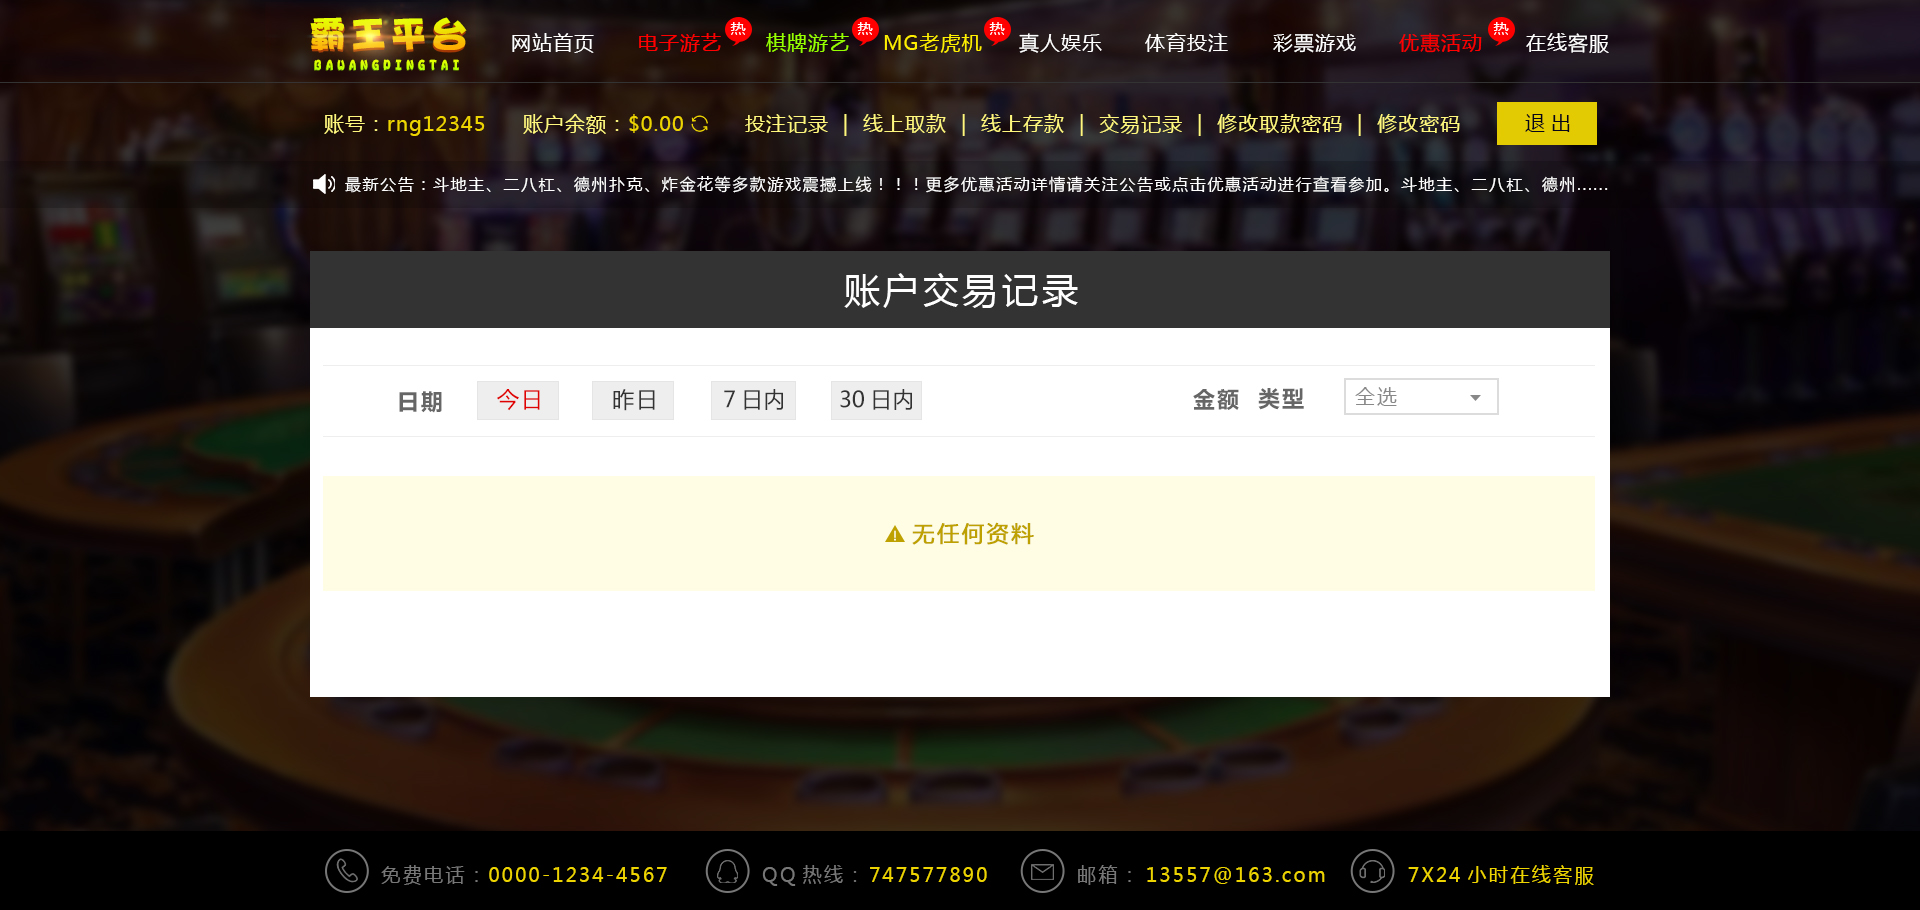 霸王平台
BAWANGPINGTAI
网站首页 电子游艺 热 棋牌游艺 热 MG老虎机 热 真人娱乐 体育投注 彩票游戏 优惠活动 热 在线客服
账号：rng12345 账户余额：$0.00 投注记录 | 线上取款 | 线上存款 | 交易记录 | 修改取款密码 | 修改密码 退 出
最新公告：斗地主、二八杠、德州扑克、炸金花等多款游戏震撼上线！！！更多优惠活动详情请关注公告或点击优惠活动进行查看参加。斗地主、二八杠、德州......
账户交易记录
日期 今日 昨日 7 日内 30 日内 金额 类型 全选
无任何资料
免费电话：0000-1234-4567 QQ 热线：747577890 邮箱：13557@163.com 7X24 小时在线客服